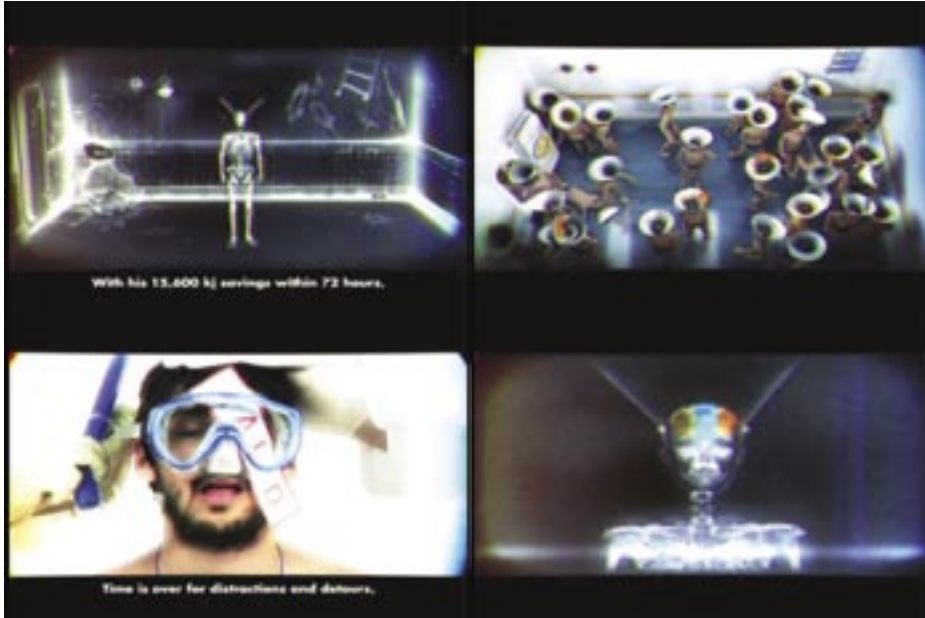 With his 15.600 kj savings within 72 hours.
Time is over for distractions and detours.